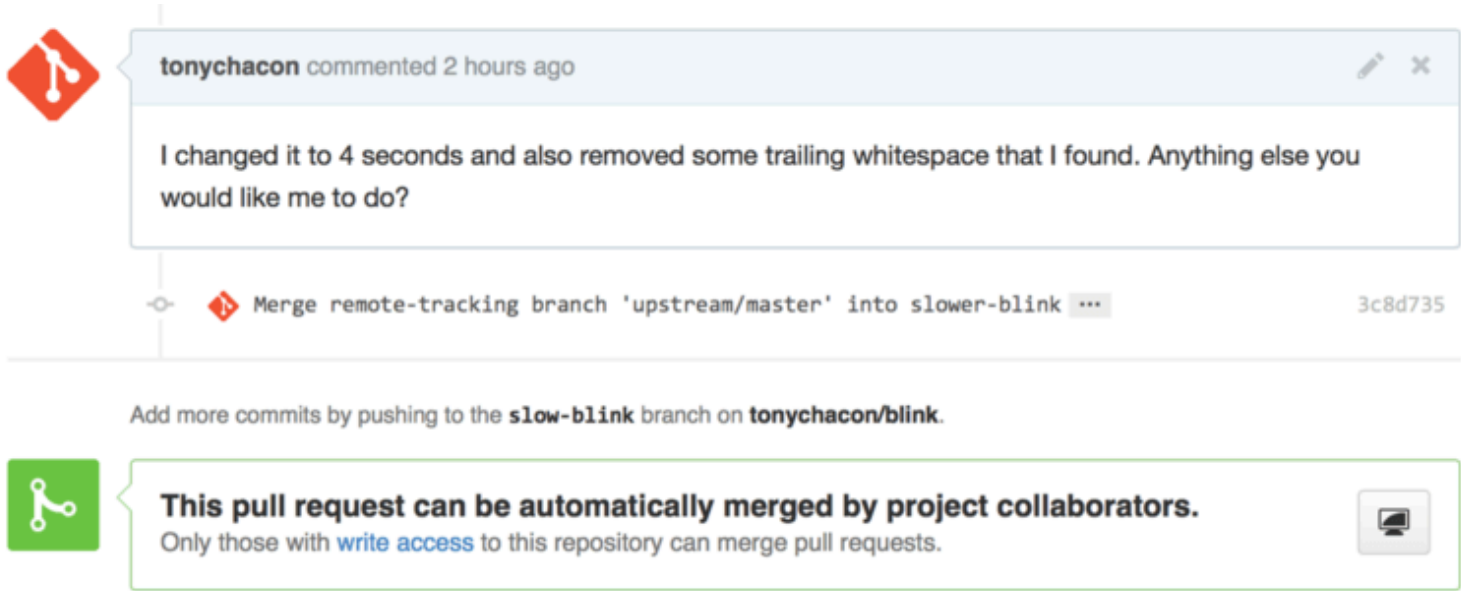 tonychacon commented 2 hours ago
I changed it to 4 seconds and also removed some trailing whitespace that I found. Anything else you
would like me to do?
Merge remote-tracking branch 'upstream/master' into slower-blink ... 3c8d735
Add more commits by pushing to the slow-blink branch on tonychacon/blink.
This pull request can be automatically merged by project collaborators.
Only those with write access to this repository can merge pull requests.